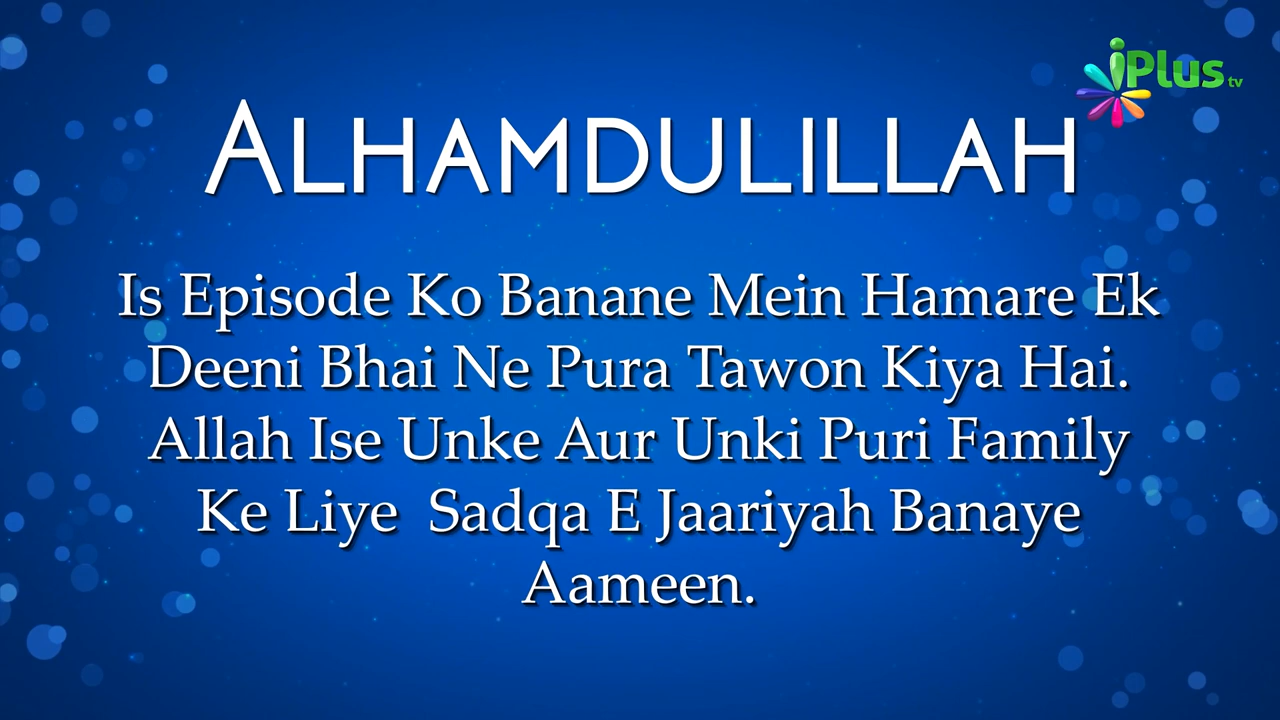 iPlus tv
ALHAMDULILLAH
Is Episode Ko Banane Mein Hamare Ek
Deeni Bhai Ne Pura Tawon Kiya Hai.
Allah Ise Unke Aur Unki Puri Family
Ke Liye  Sadqa E Jaariyah Banaye
Aameen.